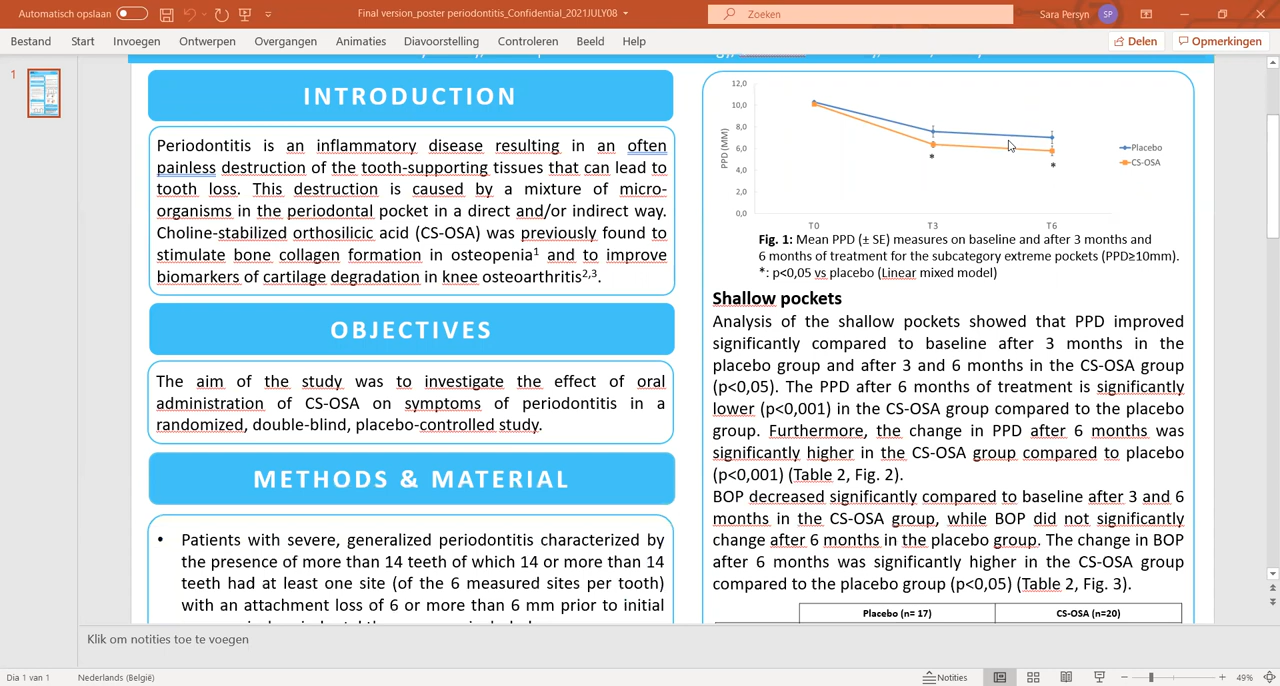 Automatisch opslaan
Final version_poster periodontitis_Confidential_2021JULY08
Zoeken
Sara Persyn
SP
Bestand Start Invoegen Ontwerpen Overgangen Animaties Diavoorstelling Controleren Beeld Help
Delen
Opmerkingen
1
INTRODUCTION
Periodontitis is an inflammatory disease resulting in an often
painless destruction of the tooth-supporting tissues that can lead to
tooth loss. This destruction is caused by a mixture of micro-
organisms in the periodontal pocket in a direct and/or indirect way.
Choline-stabilized orthosilicic acid (CS-OSA) was previously found to
stimulate bone collagen formation in osteopenia¹ and to improve
biomarkers of cartilage degradation in knee osteoarthritis²,³.
OBJECTIVES
The aim of the study was to investigate the effect of oral
administration of CS-OSA on symptoms of periodontitis in a
randomized, double-blind, placebo-controlled study.
METHODS & MATERIAL
• Patients with severe, generalized periodontitis characterized by
the presence of more than 14 teeth of which 14 or more than 14
teeth had at least one site (of the 6 measured sites per tooth)
with an attachment loss of 6 or more than 6 mm prior to initial
12,0
10,0
8,0
6,0
4,0
2,0
0,0
PPD (MM)
T0 T3 T6
* *
Placebo
CS-OSA
Fig. 1: Mean PPD (± SE) measures on baseline and after 3 months and
6 months of treatment for the subcategory extreme pockets (PPD≥10mm).
*: p<0,05 vs placebo (Linear mixed model)
Shallow pockets
Analysis of the shallow pockets showed that PPD improved
significantly compared to baseline after 3 months in the
placebo group and after 3 and 6 months in the CS-OSA group
(p<0,05). The PPD after 6 months of treatment is significantly
lower (p<0,001) in the CS-OSA group compared to the placebo
group. Furthermore, the change in PPD after 6 months was
significantly higher in the CS-OSA group compared to placebo
(p<0,001) (Table 2, Fig. 2).
BOP decreased significantly compared to baseline after 3 and 6
months in the CS-OSA group, while BOP did not significantly
change after 6 months in the placebo group. The change in BOP
after 6 months was significantly higher in the CS-OSA group
compared to the placebo group (p<0,05) (Table 2, Fig. 3).
Placebo (n= 17) CS-OSA (n=20)
Klik om notities toe te voegen
Dia 1 van 1
Nederlands (België)
Notities
49%